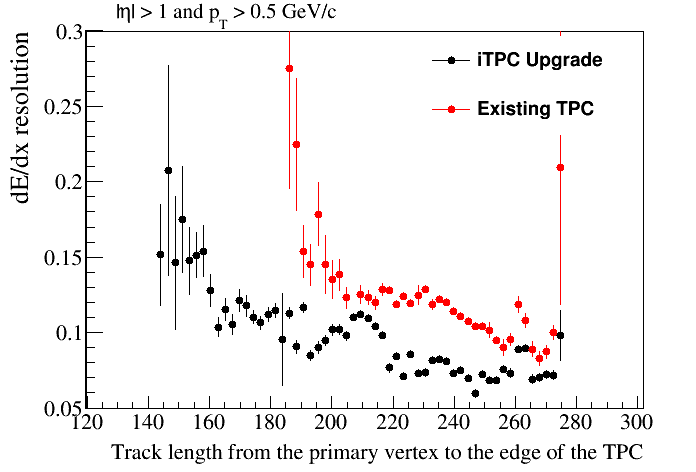 |η| > 1 and p_T > 0.5 GeV/c
dE/dx resolution
0.3
0.25
0.2
0.15
0.1
0.05
iTPC Upgrade
Existing TPC
120 140 160 180 200 220 240 260 280 300
Track length from the primary vertex to the edge of the TPC